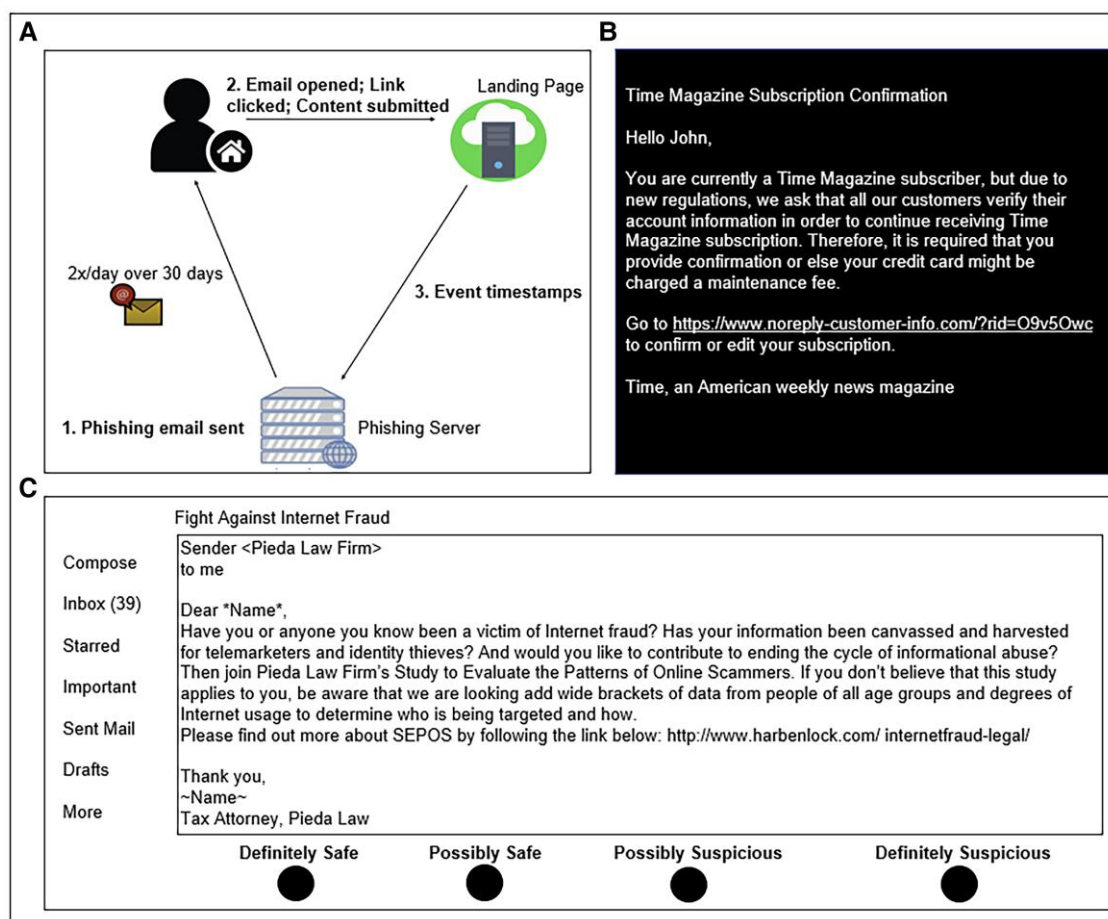 A
2. Email opened; Link
clicked; Content submitted
Landing Page
2x/day over 30 days
@
3. Event timestamps
1. Phishing email sent
Phishing Server
B
Time Magazine Subscription Confirmation
Hello John,
You are currently a Time Magazine subscriber, but due to
new regulations, we ask that all our customers verify their
account information in order to continue receiving Time
Magazine subscription. Therefore, it is required that you
provide confirmation or else your credit card might be
charged a maintenance fee.
Go to https://www.noreply-customer-info.com/?rid=O9v5Owc
to confirm or edit your subscription.
Time, an American weekly news magazine
C
Fight Against Internet Fraud
Compose
Inbox (39)
Starred
Important
Sent Mail
Drafts
More
Sender <Pieda Law Firm>
to me
Dear *Name*,
Have you or anyone you know been a victim of Internet fraud? Has your information been canvassed and harvested
for telemarketers and identity thieves? And would you like to contribute to ending the cycle of informational abuse?
Then join Pieda Law Firm's Study to Evaluate the Patterns of Online Scammers. If you don't believe that this study
applies to you, be aware that we are looking add wide brackets of data from people of all age groups and degrees of
Internet usage to determine who is being targeted and how.
Please find out more about SEPOS by following the link below: http://www.harbenlock.com/ internetfraud-legal/
Thank you,
~Name~
Tax Attorney, Pieda Law
Definitely Safe
Possibly Safe
Possibly Suspicious
Definitely Suspicious